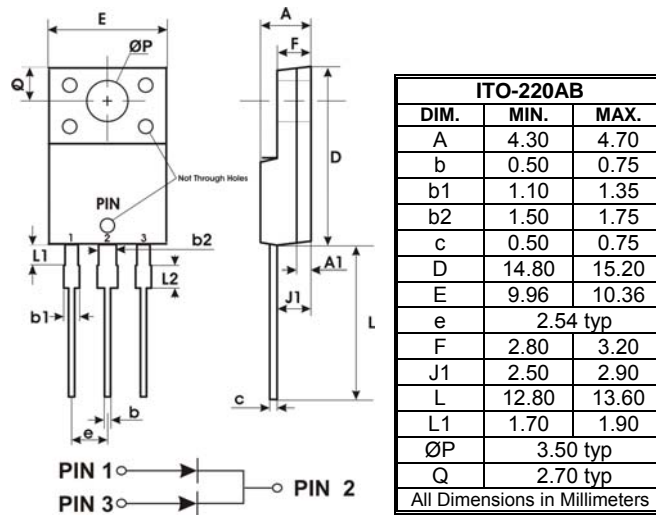 E
ØP
Q
Not Through Holes
PIN
1 2 3
b2
L1
L2
b1
b
e
A
F
D
A1
J1
L
c
PIN 1
PIN 3
PIN 2
ITO-220AB
DIM. MIN. MAX.
A 4.30 4.70
b 0.50 0.75
b1 1.10 1.35
b2 1.50 1.75
c 0.50 0.75
D 14.80 15.20
E 9.96 10.36
e 2.54 typ
F 2.80 3.20
J1 2.50 2.90
L 12.80 13.60
L1 1.70 1.90
ØP 3.50 typ
Q 2.70 typ
All Dimensions in Millimeters